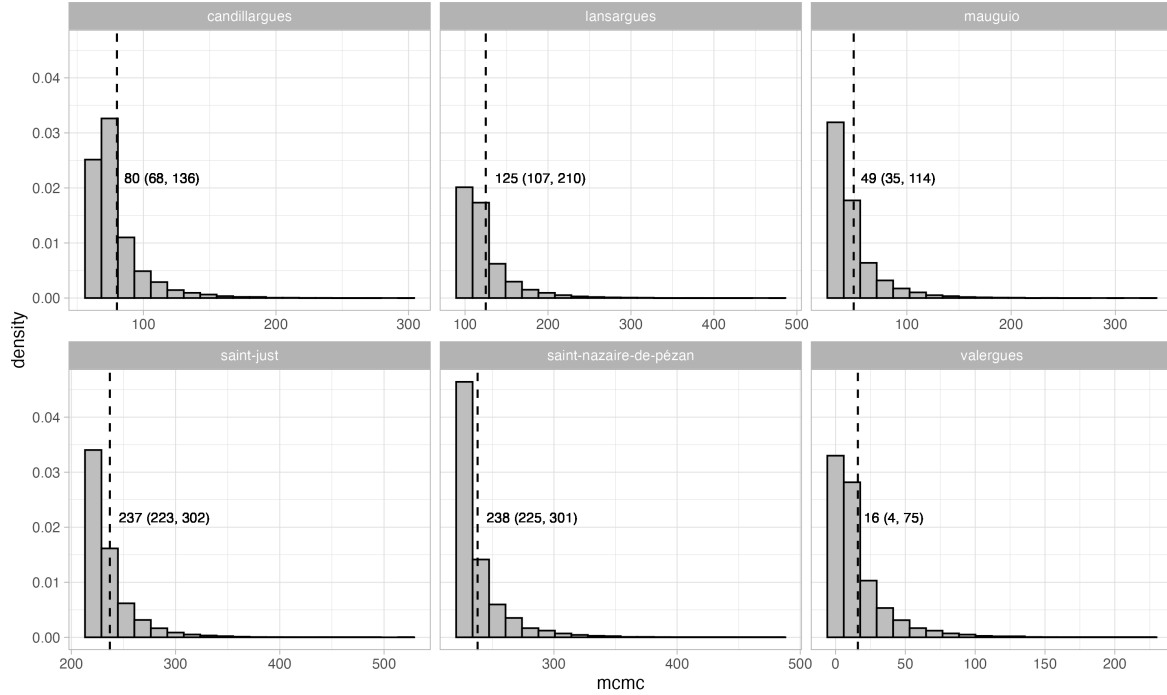 candillargues lansargues mauguio
0.04
0.03
0.02
0.01
0.00
80 (68, 136) 125 (107, 210) 49 (35, 114)
100 200 300 100 200 300 400 500 100 200 300
density
saint-just saint-nazaire-de-pézan valergues
0.04
0.03
0.02
0.01
0.00
237 (223, 302) 238 (225, 301) 16 (4, 75)
200 300 400 500 300 400 500 0 50 100 150 200
mcmc